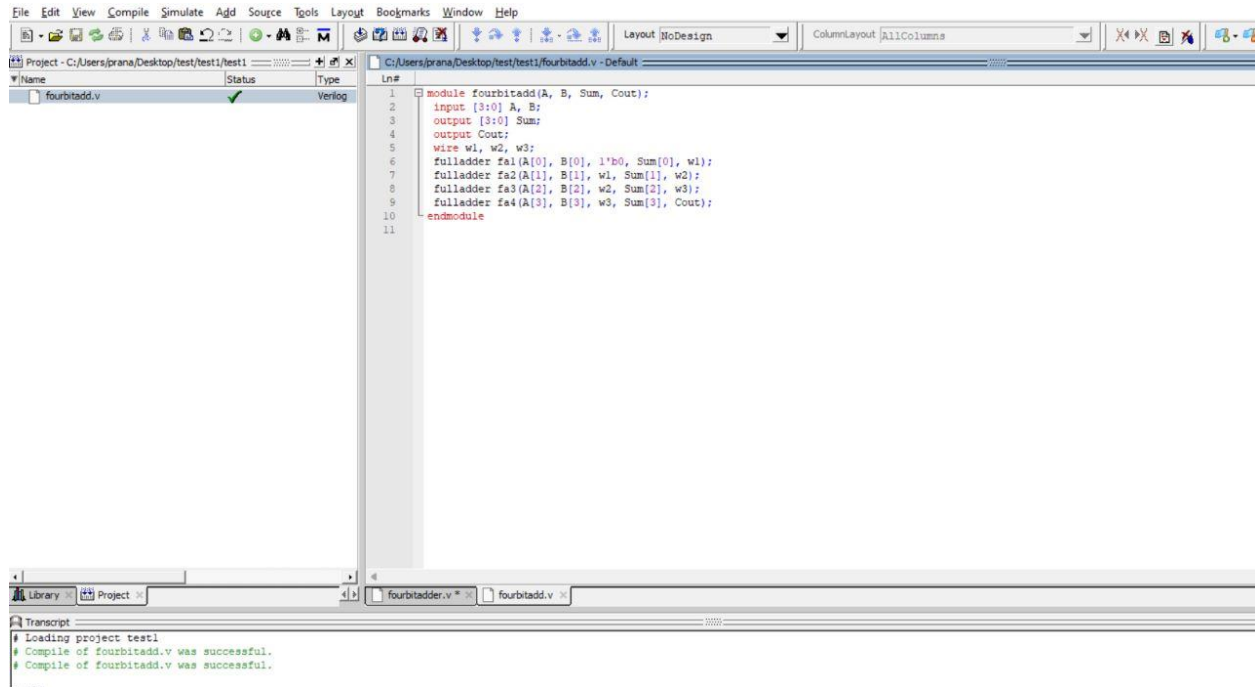 File Edit View Compile Simulate Add Source Tools Layout Bookmarks Window Help
Layout NoDesign
ColumnLayout AllColumns
Project - C:/Users/prana/Desktop/test/test1/test1
Name Status Type
fourbitadd.v Verilog
C:/Users/prana/Desktop/test/test1/fourbitadd.v - Default
Ln#
1 module fourbitadd(A, B, Sum, Cout);
2 input [3:0] A, B;
3 output [3:0] Sum;
4 output Cout;
5 wire w1, w2, w3;
6 fulladder fa1(A[0], B[0], 1'b0, Sum[0], w1);
7 fulladder fa2(A[1], B[1], w1, Sum[1], w2);
8 fulladder fa3(A[2], B[2], w2, Sum[2], w3);
9 fulladder fa4(A[3], B[3], w3, Sum[3], Cout);
10 endmodule
11
Library Project
fourbitadder.v * fourbitadd.v
Transcript
# Loading project test1
# Compile of fourbitadd.v was successful.
# Compile of fourbitadd.v was successful.